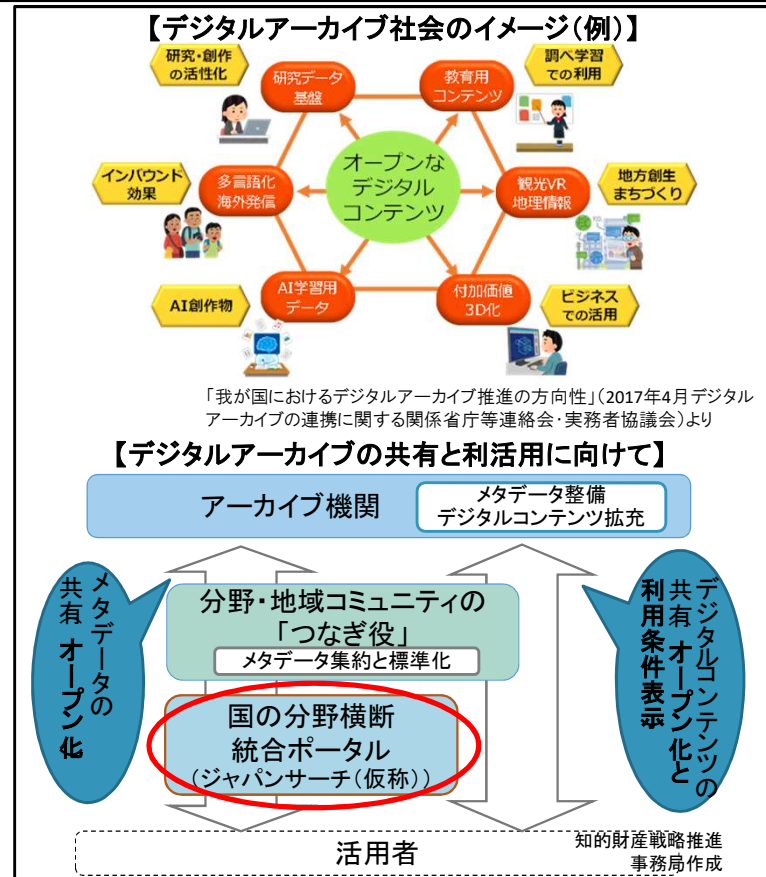 【デジタルアーカイブ社会のイメージ(例)】
研究・創作
の活性化
研究データ
基盤
教育用
コンテンツ
調べ学習
での利用
インバウンド
効果
多言語化
海外発信
オープンな
デジタル
コンテンツ
観光VR
地理情報
地方創生
まちづくり
AI創作物
AI学習用
データ
付加価値
3D化
ビジネス
での活用
「我が国におけるデジタルアーカイブ推進の方向性」(2017年4月デジタル
アーカイブの連携に関する関係省庁等連絡会・実務者協議会)より
【デジタルアーカイブの共有と利活用に向けて】
アーカイブ機関
メタデータ整備
デジタルコンテンツ拡充
メタデータの
共有 オープン化
分野・地域コミュニティの
「つなぎ役」
メタデータ集約と標準化
国の分野横断
統合ポータル
(ジャパンサーチ(仮称))
デジタルコンテンツの
共有 オープン化と
利用条件表示
活用者
知的財産戦略推進
事務局作成